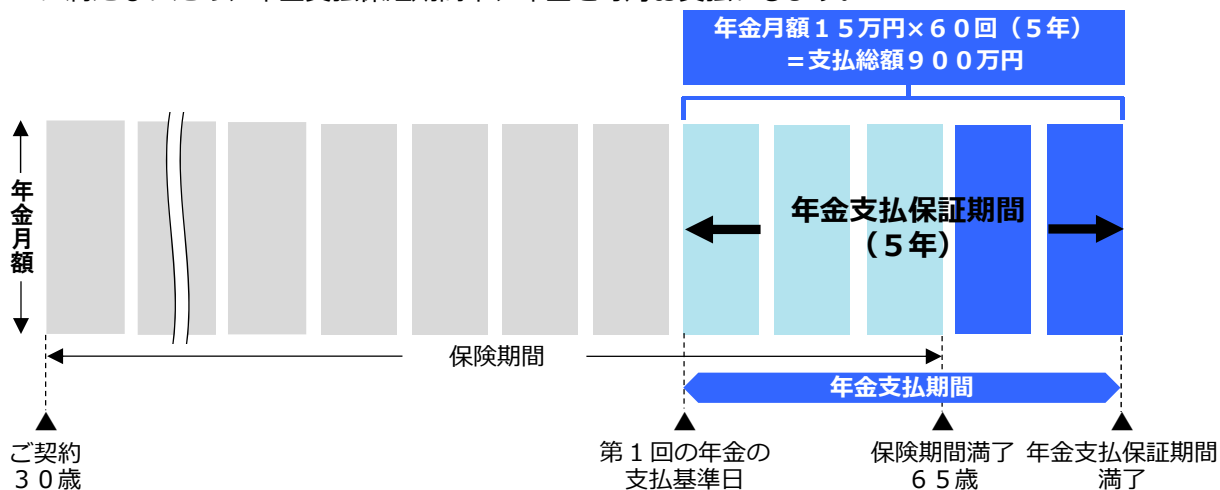 年金月額１５万円×６０回（５年）
＝支払総額９００万円
年金月額
年金支払保証期間
（５年）
保険期間
年金支払期間
ご契約
３０歳
第１回の年金の
支払基準日
保険期間満了
６５歳
年金支払保証期間
満了